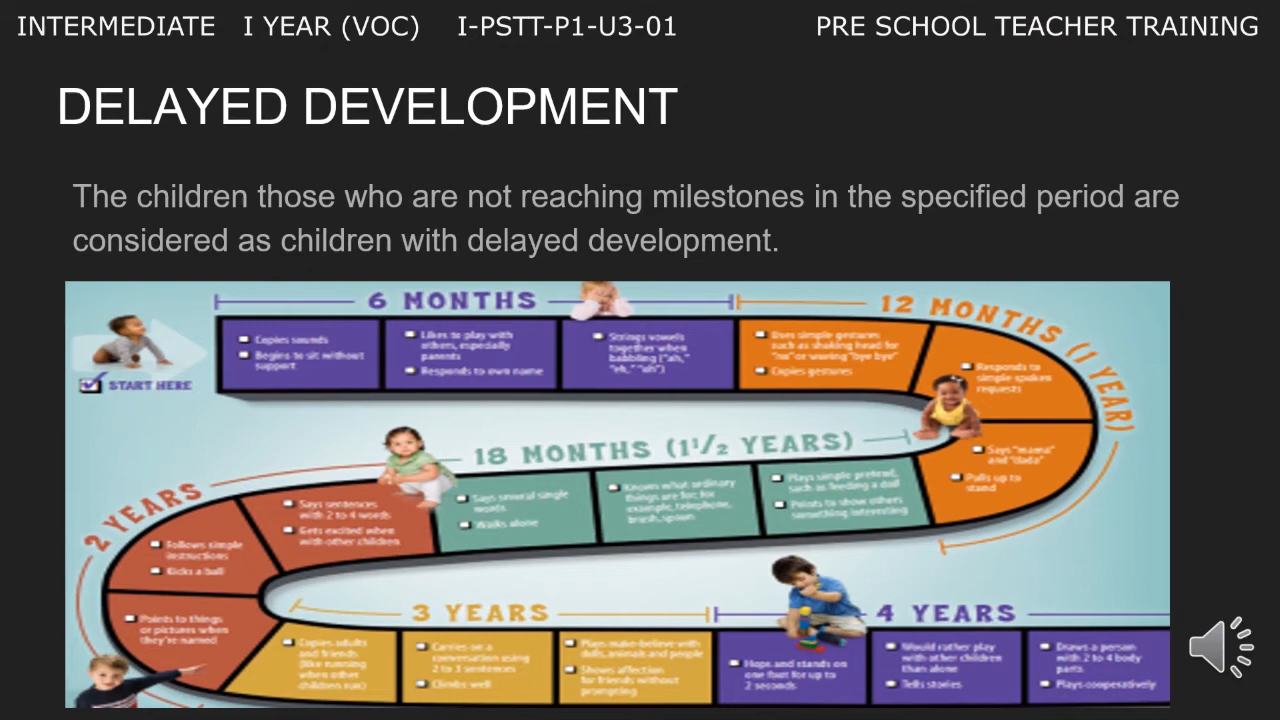 INTERMEDIATE I YEAR (VOC) I-PSTT-P1-U3-01 PRE SCHOOL TEACHER TRAINING
DELAYED DEVELOPMENT
The children those who are not reaching milestones in the specified period are
considered as children with delayed development.
START HERE
6 MONTHS
Copies sounds
Begins to sit without
support
Likes to play with
others, especially
parents
Responds to own name
Strings vowels
together when
babbling ("ah,"
"eh," "oh")
12 MONTHS (1 YEAR)
Uses simple gestures
such as shaking head for
"no" or waving "bye bye"
Copies gestures
Responds to
simple spoken
requests
Says "mama"
and "dada"
Pulls up to
stand
18 MONTHS (1 1/2 YEARS)
Plays simple pretend,
such as feeding a doll
Points to show others
something interesting
Knows what ordinary
things are for; for
example, telephone,
brush, spoon
Says several single
words
Walks alone
2 YEARS
Says sentences
with 2 to 4 words
Gets excited when
with other children
Follows simple
instructions
Kicks a ball
Points to things
or pictures when
they're named
3 YEARS
Copies adults
and friends
(like running
when other
children run)
Carries on a
conversation using
2 to 3 sentences
Climbs well
Plays make-believe with
dolls, animals and people
Shows affection
for friends without
prompting
4 YEARS
Hops and stands on
one foot for up to
2 seconds
Would rather play
with other children
than alone
Tells stories
Draws a person
with 2 to 4 body
parts
Plays cooperatively